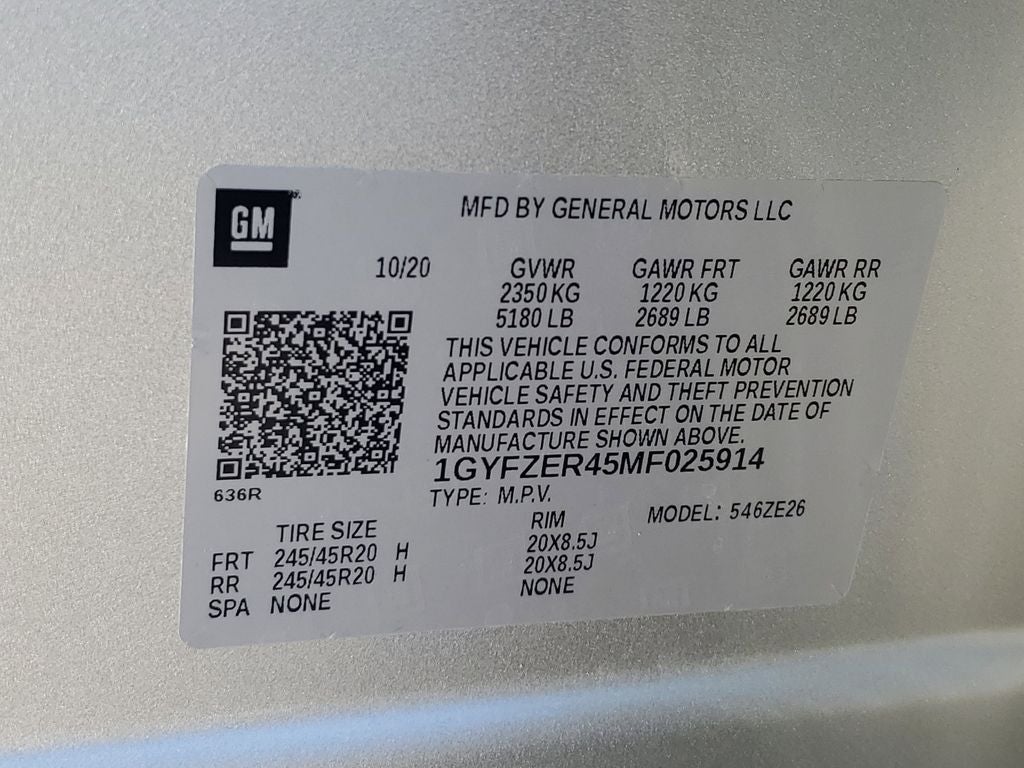 GM
MFD BY GENERAL MOTORS LLC
10/20 GVWR GAWR FRT GAWR RR
2350 KG 1220 KG 1220 KG
5180 LB 2689 LB 2689 LB
THIS VEHICLE CONFORMS TO ALL
APPLICABLE U.S. FEDERAL MOTOR
VEHICLE SAFETY AND THEFT PREVENTION
STANDARDS IN EFFECT ON THE DATE OF
MANUFACTURE SHOWN ABOVE.
1GYFZER45MF025914
636R
TYPE: M.P.V. MODEL: 546ZE26
TIRE SIZE RIM
FRT 245/45R20 H 20X8.5J
RR 245/45R20 H 20X8.5J
SPA NONE NONE